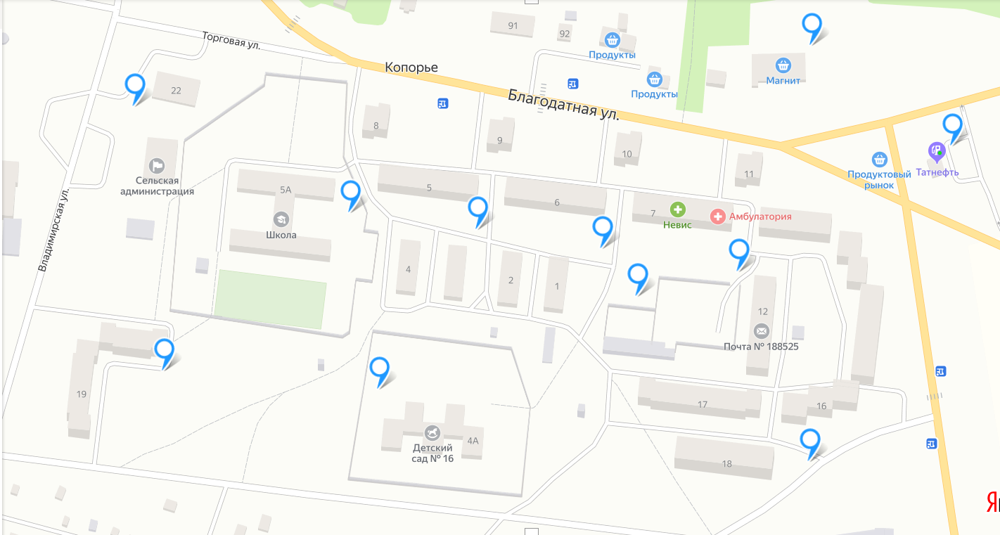 91
92
Торговая ул.
Продукты
Копорье
Магнит
Продукты
22
Благодатная ул.
8
9
10
11
Сельская
администрация
Продуктовый
рынок
Татнефть
5А
5
6
7
Невис
Амбулатория
Школа
Владимирская ул.
4
2
1
12
Почта № 188525
19
17
16
Детский
сад № 16
4А
18
Я